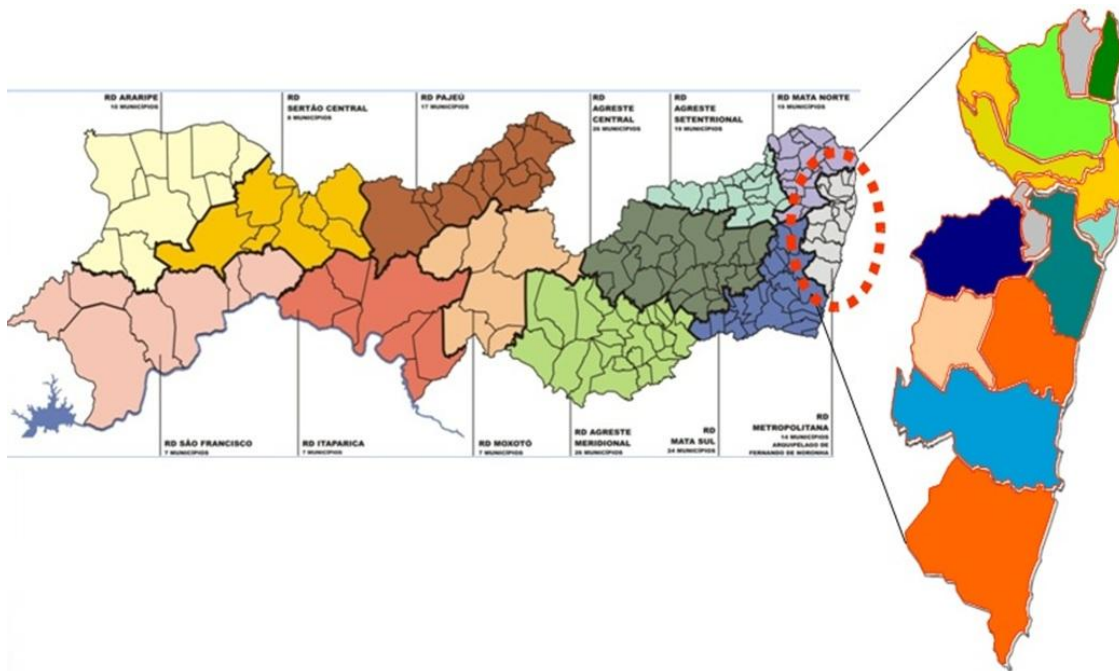 RD ARARIPE
10 MUNICÍPIOS
RD
SERTÃO CENTRAL
8 MUNICÍPIOS
RD PAJEÚ
17 MUNICÍPIOS
RD
AGRESTE
CENTRAL
26 MUNICÍPIOS
RD
AGRESTE
SETENTRIONAL
19 MUNICÍPIOS
RD MATA NORTE
19 MUNICÍPIOS
RD SÃO FRANCISCO
7 MUNICÍPIOS
RD ITAPARICA
7 MUNICÍPIOS
RD MOXOTÓ
7 MUNICÍPIOS
RD AGRESTE
MERIDIONAL
26 MUNICÍPIOS
RD
MATA SUL
24 MUNICÍPIOS
RD
METROPOLITANA
14 MUNICÍPIOS
ARQUIPÉLAGO DE
FERNANDO DE NORONHA